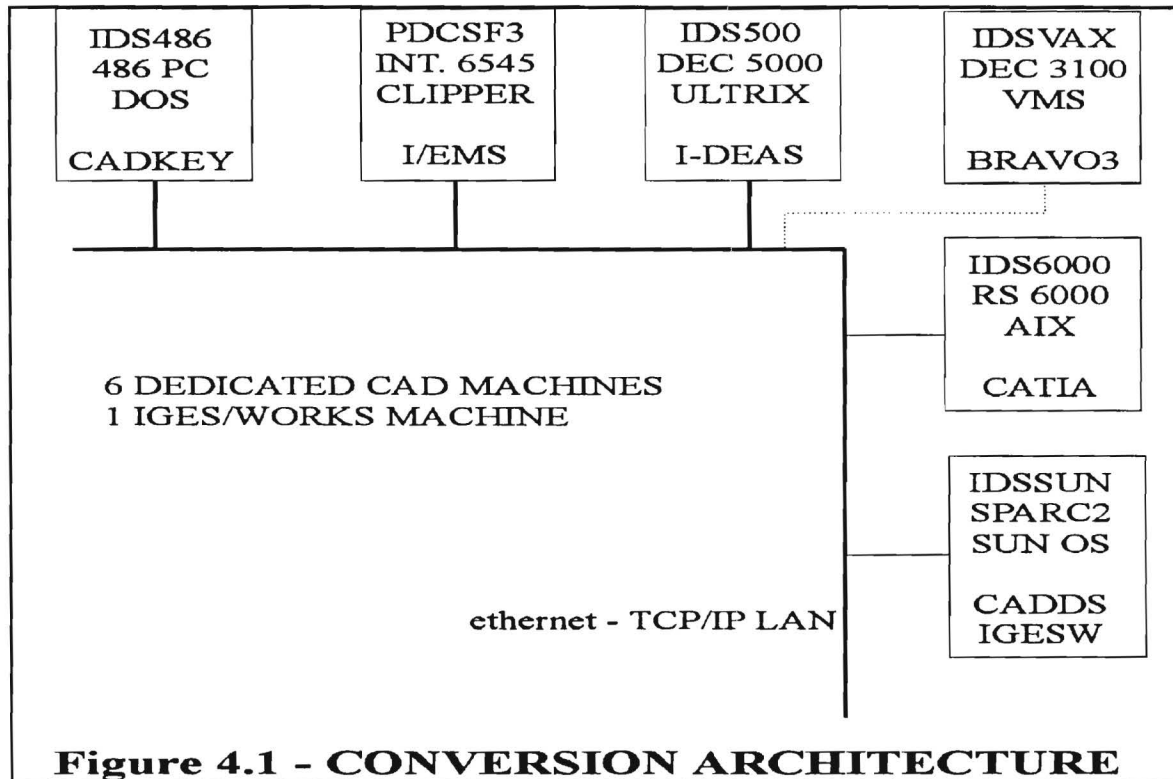 IDS486
486 PC
DOS
CADKEY
PDCSF3
INT. 6545
CLIPPER
I/EMS
IDS500
DEC 5000
ULTRIX
I-DEAS
IDSVAX
DEC 3100
VMS
BRAVO3
IDS6000
RS 6000
AIX
CATIA
6 DEDICATED CAD MACHINES
1 IGES/WORKS MACHINE
IDSSUN
SPARC2
SUN OS
CADDS
IGESW
ethernet - TCP/IP LAN
Figure 4.1 - CONVERSION ARCHITECTURE